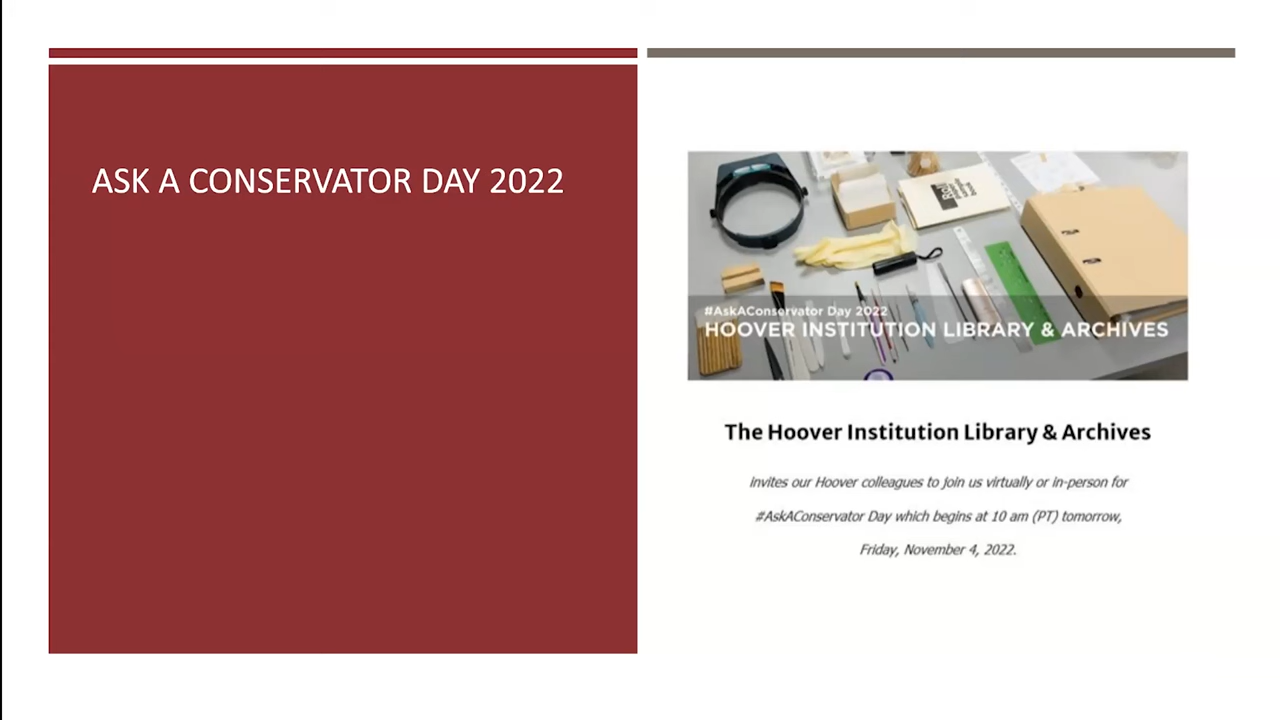 ASK A CONSERVATOR DAY 2022
#AskAConservator Day 2022
HOOVER INSTITUTION LIBRARY & ARCHIVES
The Hoover Institution Library & Archives
invites our Hoover colleagues to join us virtually or in-person for
#AskAConservator Day which begins at 10 am (PT) tomorrow,
Friday, November 4, 2022.